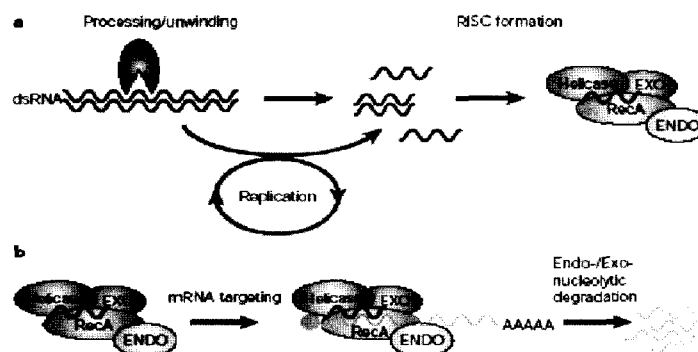 a
Processing/unwinding
RISC formation
dsRNA
Helicase
EXO
RecA
ENDO
Replication
b
Helicase
EXO
RecA
ENDO
mRNA targeting
Helicase
EXO
RecA
ENDO
AAAAA
Endo-/Exo-
nucleolytic
degradation